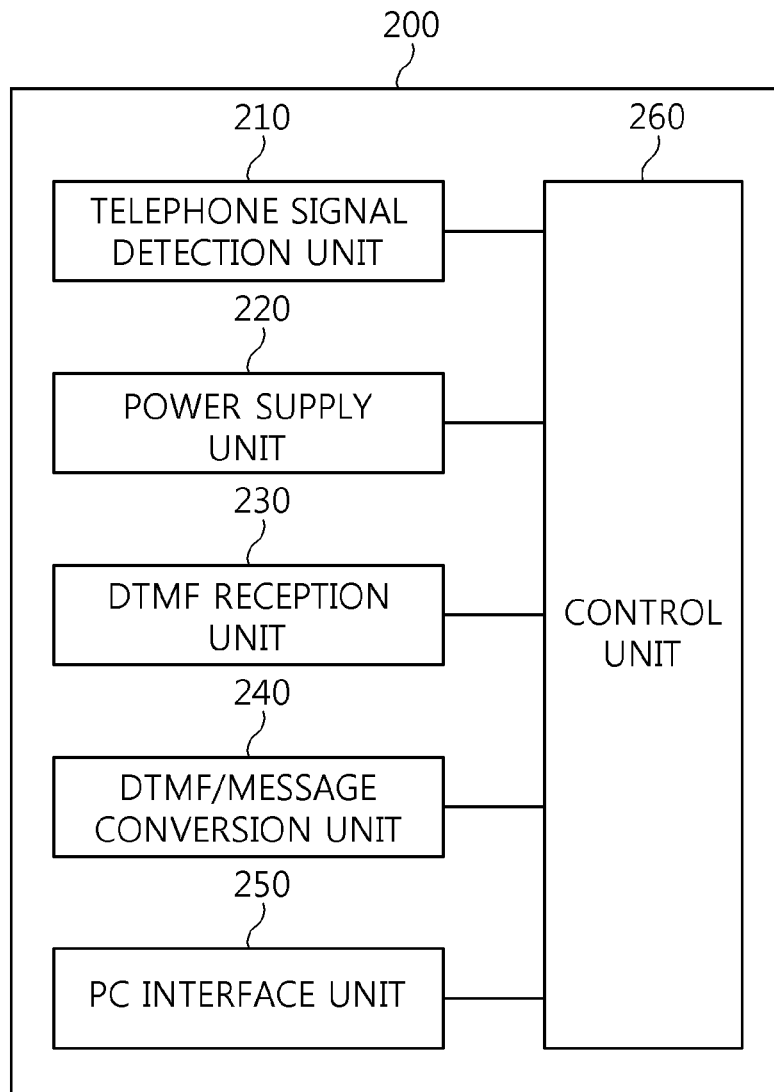 200
210
260
TELEPHONE SIGNAL
DETECTION UNIT
220
POWER SUPPLY
UNIT
230
DTMF RECEPTION
UNIT
CONTROL
UNIT
240
DTMF/MESSAGE
CONVERSION UNIT
250
PC INTERFACE UNIT